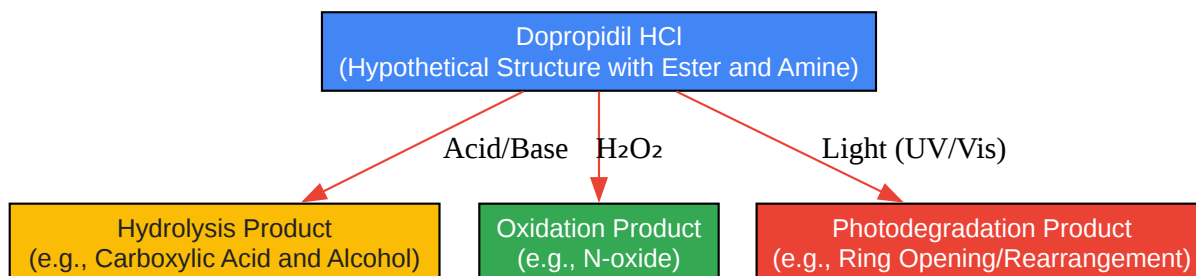 Dopropidil HCl
(Hypothetical Structure with Ester and Amine)
Acid/Base
H₂O₂
Light (UV/Vis)
Hydrolysis Product
(e.g., Carboxylic Acid and Alcohol)
Oxidation Product
(e.g., N-oxide)
Photodegradation Product
(e.g., Ring Opening/Rearrangement)